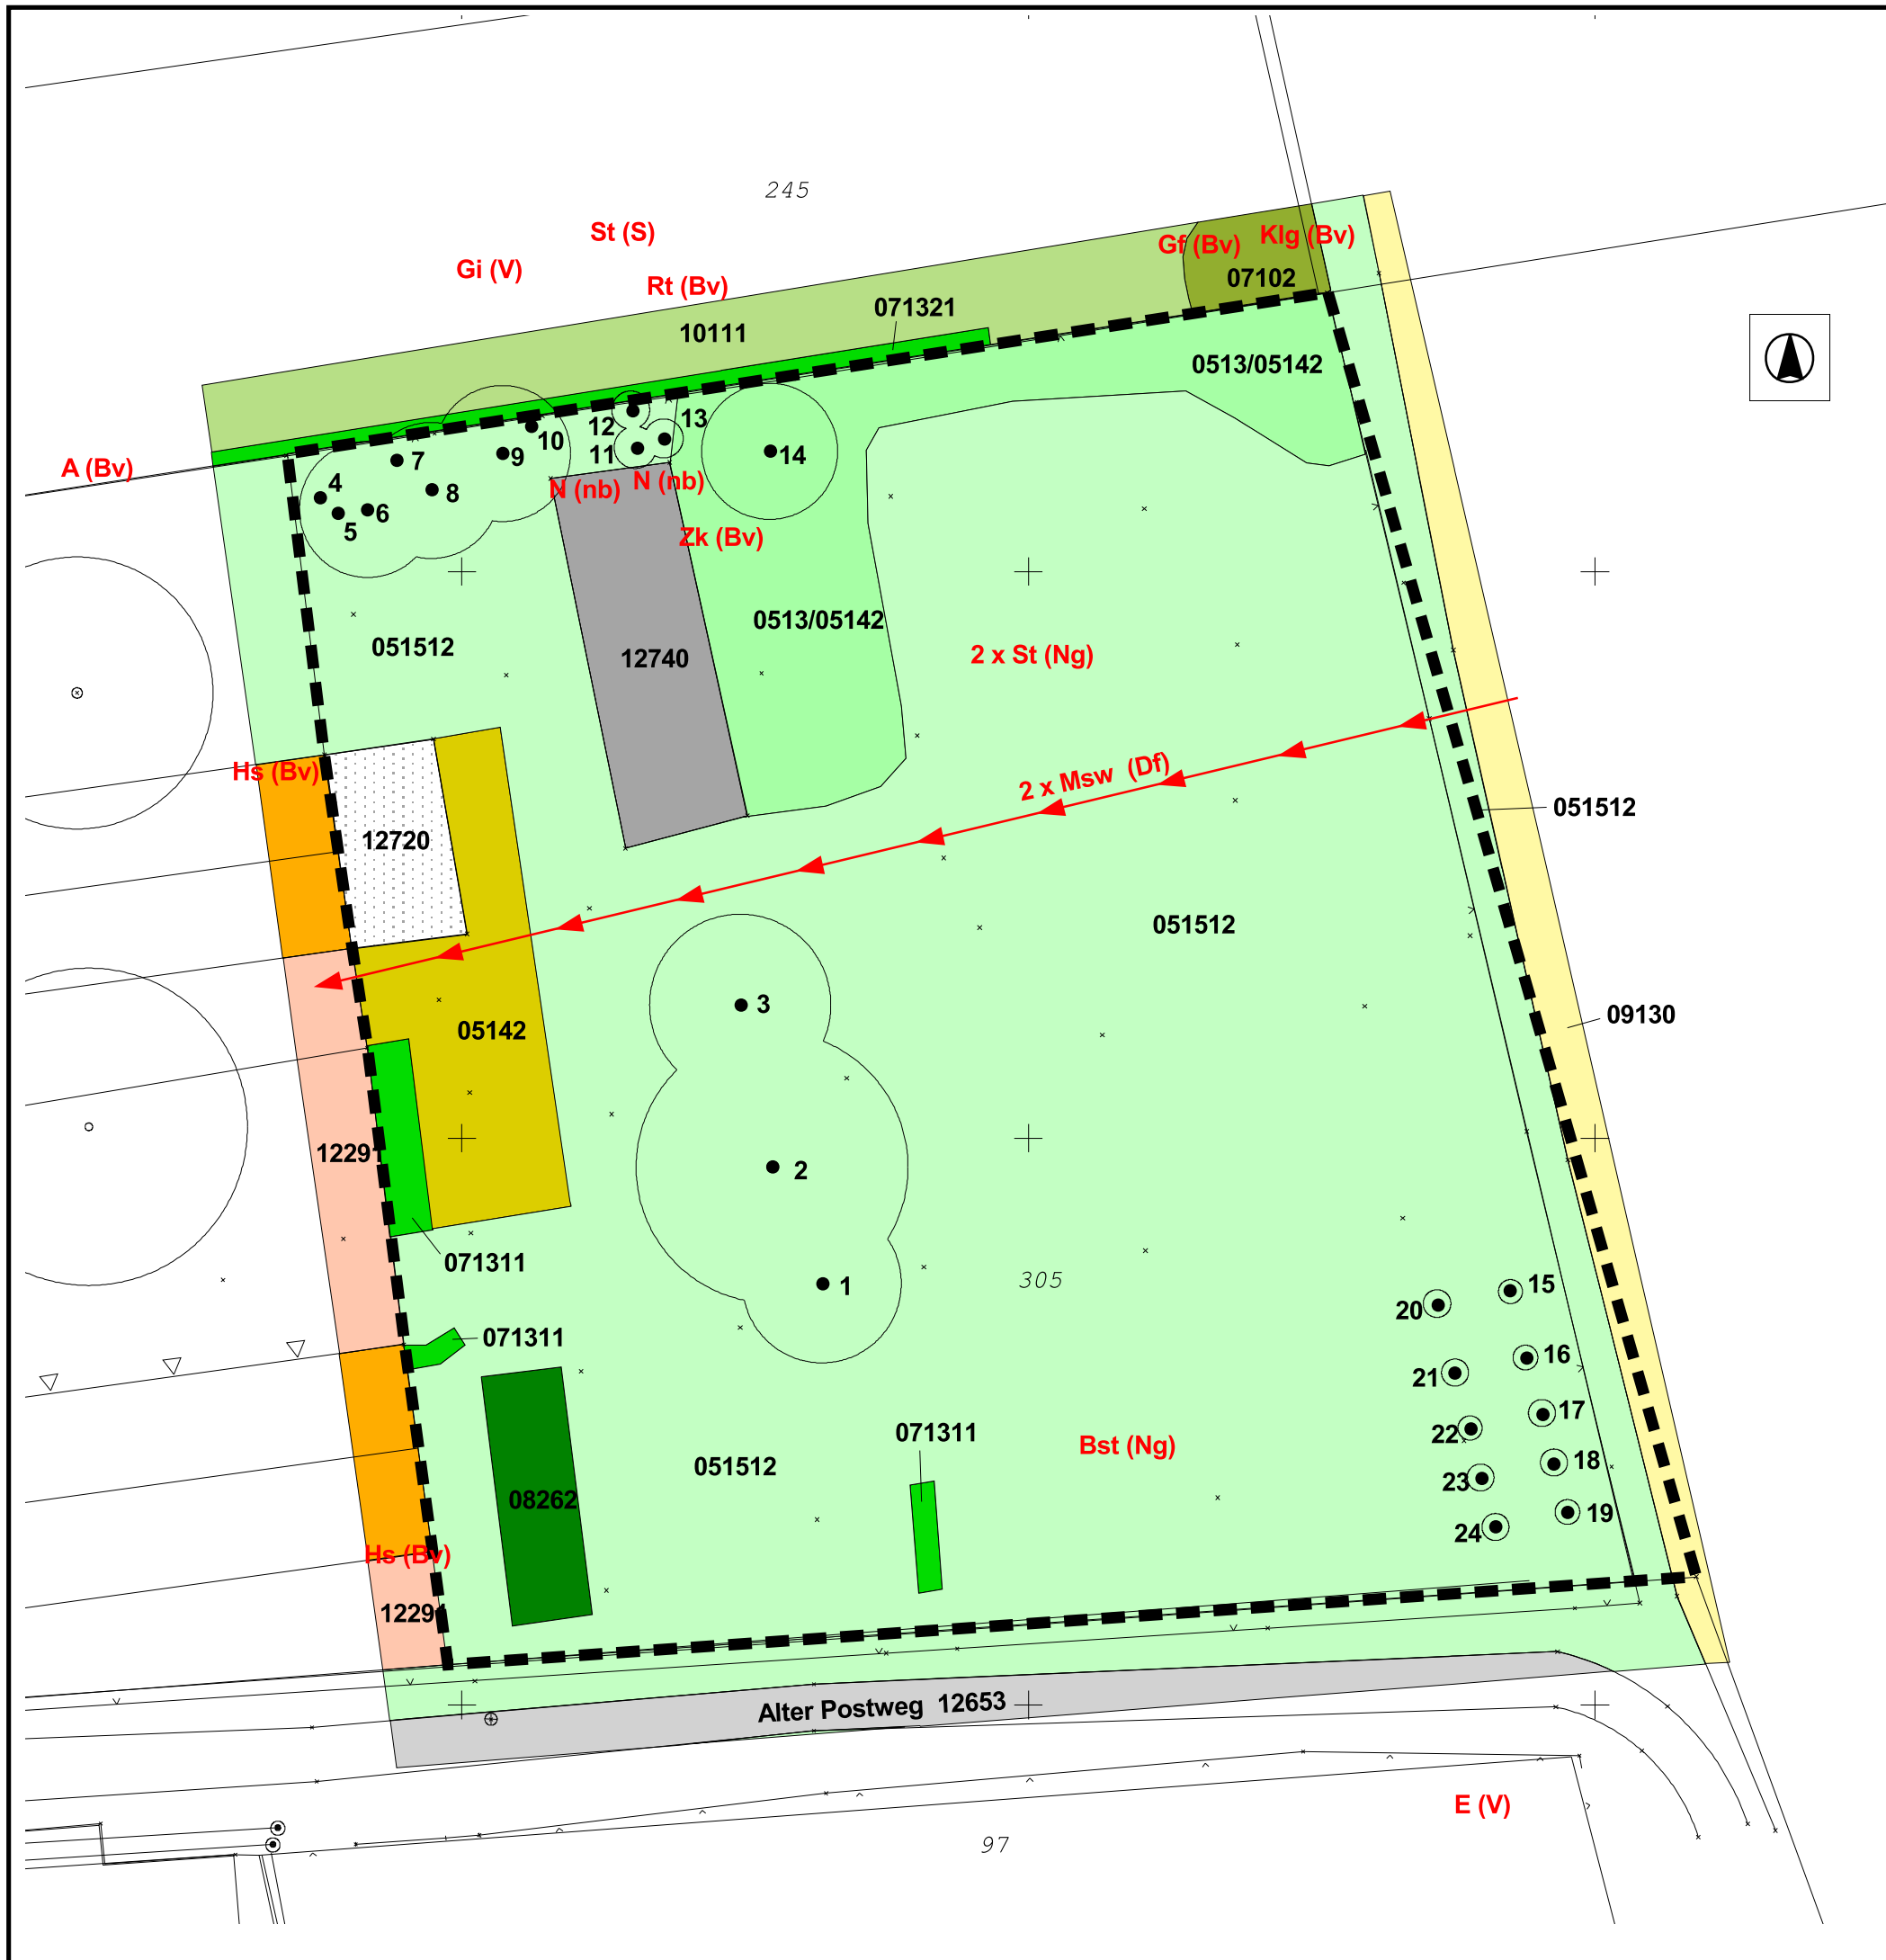 245
St (S)
Gi (V)
Rt (Bv)
Gf (Bv)
Klg (Bv)
07102
071321
10111
0513/05142
A (Bv)
4
5
6
7
8
9
10
11
12
13
14
N (nb)
N (nb)
Zk (Bv)
051512
12740
0513/05142
2 x St (Ng)
Hs (Bv)
12720
2 x Msw (Df)
051512
051512
3
09130
05142
12291
2
071311
1
305
20
15
071311
21
16
22
17
071311
Bst (Ng)
051512
23
18
08262
24
19
Hs (Bv)
12291
Alter Postweg 12653
E (V)
97